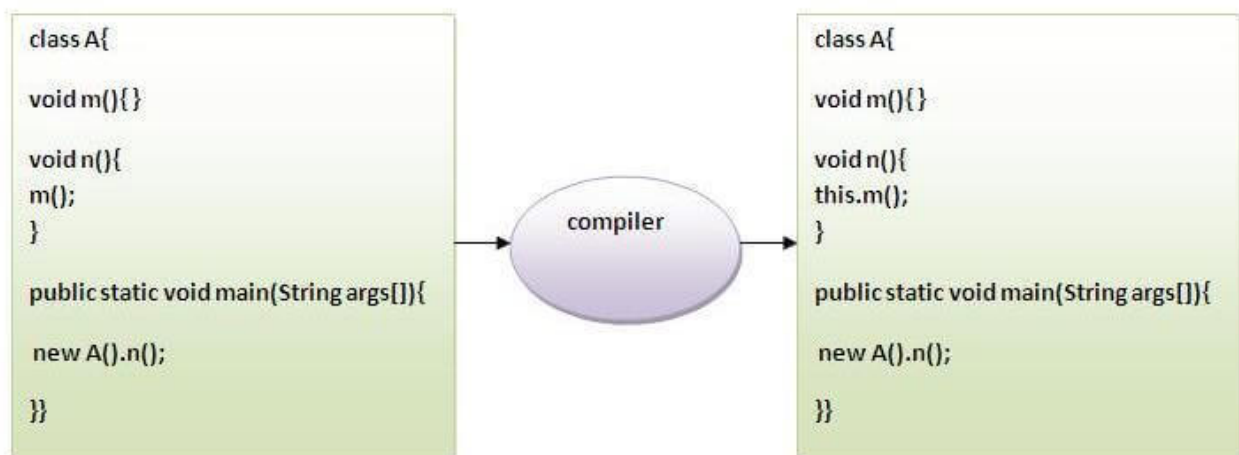 class A{
void m(){}
void n(){
m();
}
public static void main(String args[]){
new A().n();
}}
compiler
class A{
void m(){}
void n(){
this.m();
}
public static void main(String args[]){
new A().n();
}}